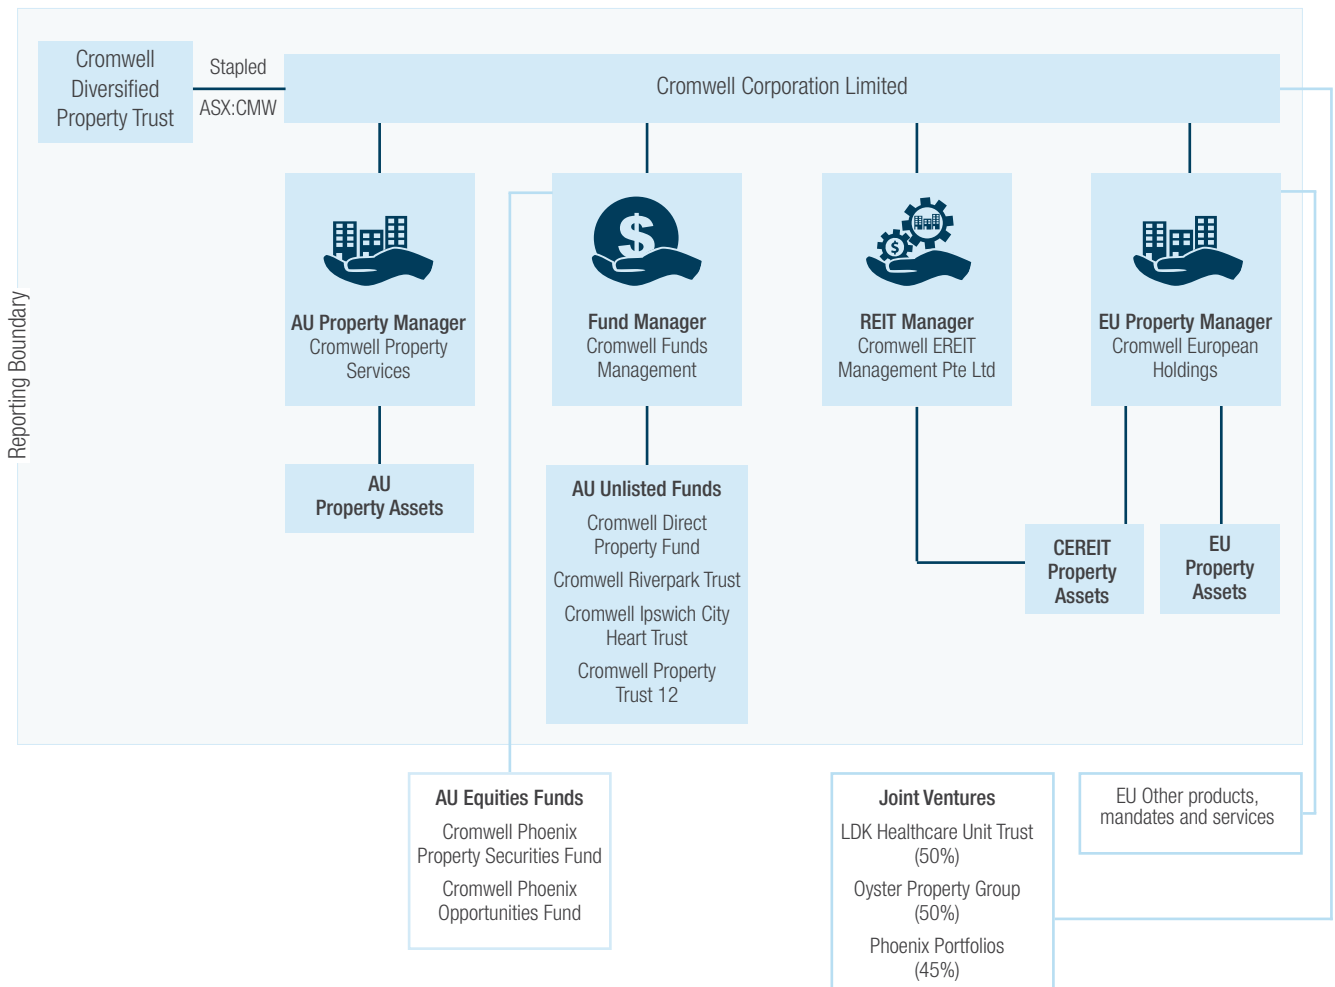 Cromwell
Diversified
Property Trust
Stapled
ASX:CMW
Cromwell Corporation Limited
Reporting Boundary
$
$
AU Property Manager
Cromwell Property
Services
Fund Manager
Cromwell Funds
Management
REIT Manager
Cromwell EREIT
Management Pte Ltd
EU Property Manager
Cromwell European
Holdings
AU
Property Assets
AU Unlisted Funds
Cromwell Direct
Property Fund
Cromwell Riverpark Trust
Cromwell Ipswich City
Heart Trust
Cromwell Property
Trust 12
CEREIT
Property
Assets
EU
Property
Assets
AU Equities Funds
Cromwell Phoenix
Property Securities Fund
Cromwell Phoenix
Opportunities Fund
Joint Ventures
LDK Healthcare Unit Trust
(50%)
Oyster Property Group
(50%)
Phoenix Portfolios
(45%)
EU Other products,
mandates and services